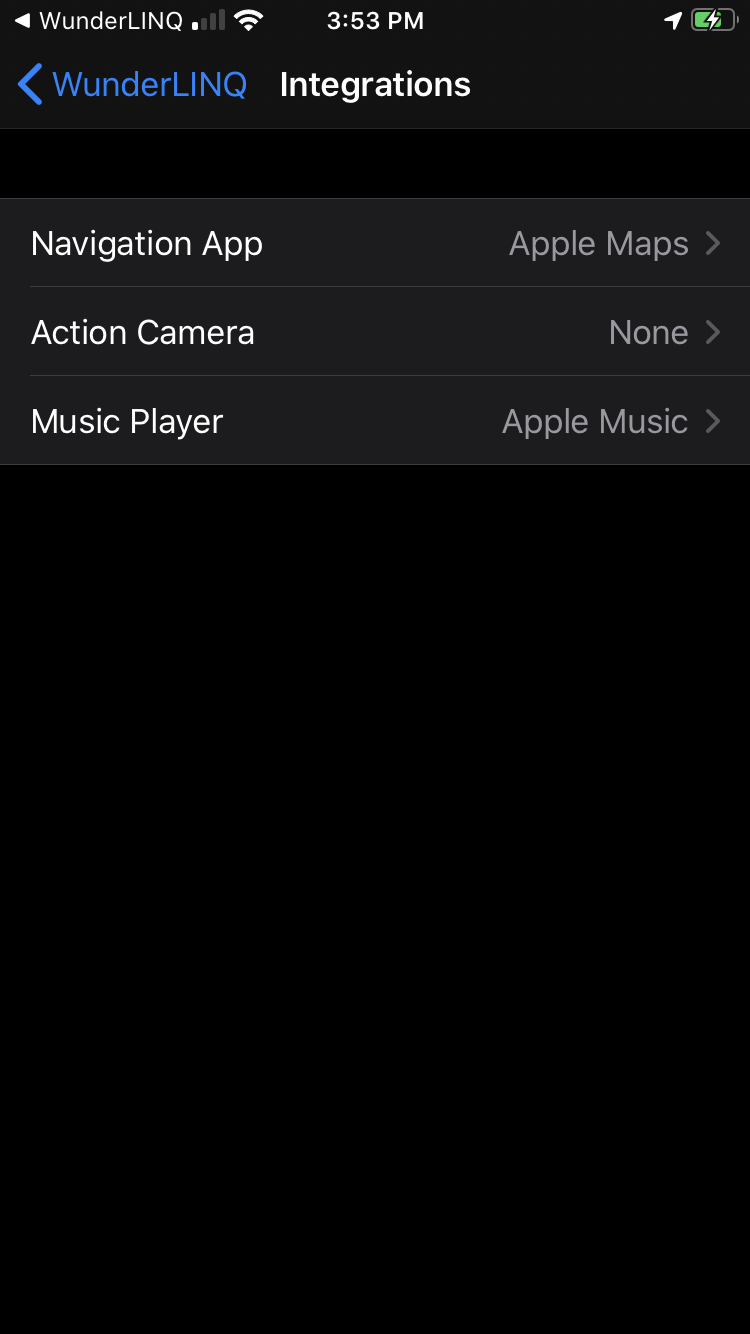 WunderLINQ 3:53 PM
WunderLINQ Integrations
Navigation App Apple Maps
Action Camera None
Music Player Apple Music